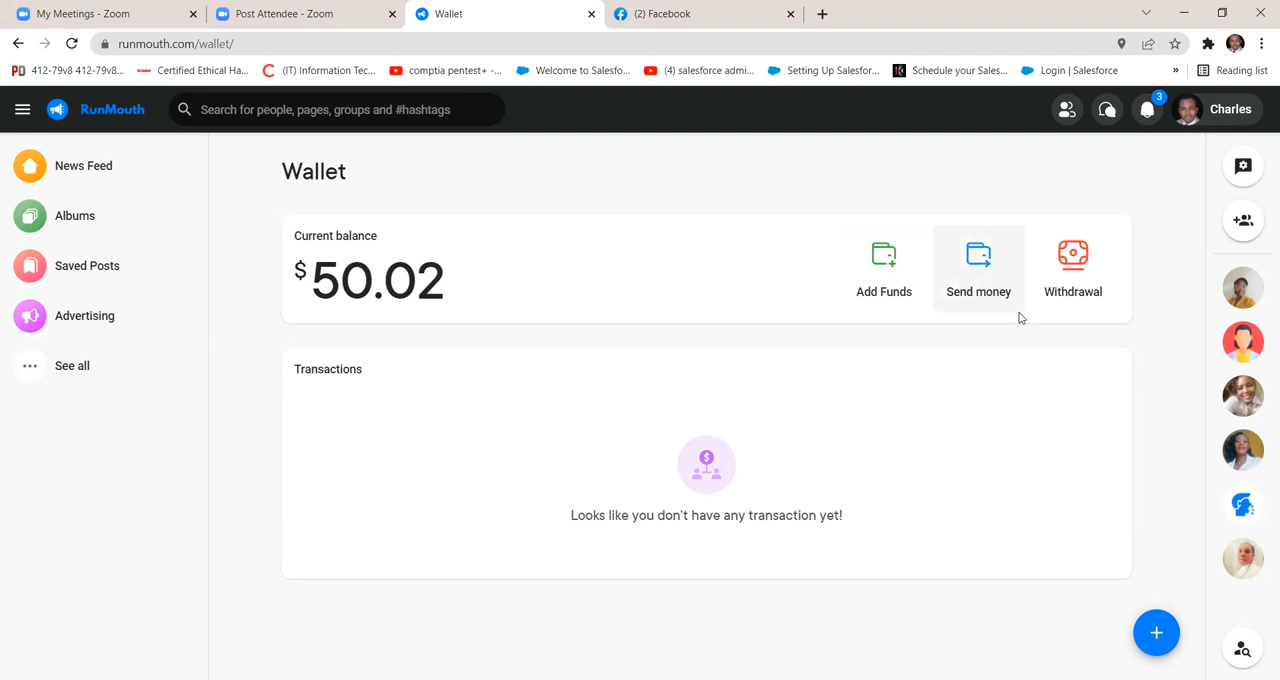 My Meetings - Zoom
Post Attendee - Zoom
Wallet
(2) Facebook
runmouth.com/wallet/
PD 412-79v8 412-79v8...
Certified Ethical Ha...
(IT) Information Tec...
comptia pentest+ -...
Welcome to Salesfo...
(4) salesforce admi...
Setting Up Salesfor...
Schedule your Sales...
Login | Salesforce
»
Reading list
RunMouth
Search for people, pages, groups and #hashtags
3
Charles
News Feed
Albums
Saved Posts
Advertising
See all
Wallet
Current balance
$50.02
Add Funds
Send money
Withdrawal
Transactions
Looks like you don't have any transaction yet!